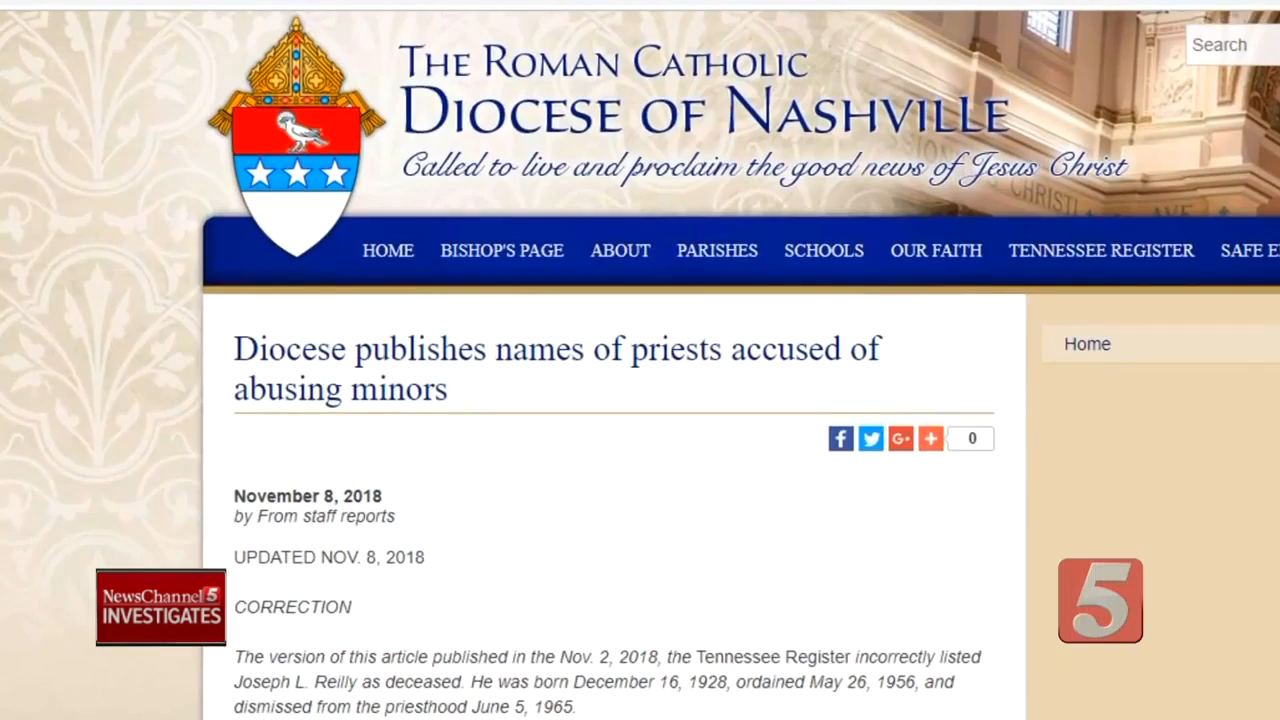 Search
THE ROMAN CATHOLIC
DIOCESE OF NASHVILLE
Called to live and proclaim the good news of Jesus Christ
CHRISTI
AVE
HOME BISHOP'S PAGE ABOUT PARISHES SCHOOLS OUR FAITH TENNESSEE REGISTER SAFE
Diocese publishes names of priests accused of
abusing minors
Home
f G+ + 0
November 8, 2018
by From staff reports
UPDATED NOV. 8, 2018
NewsChannel 5
INVESTIGATES
CORRECTION
5
The version of this article published in the Nov. 2, 2018, the Tennessee Register incorrectly listed
Joseph L. Reilly as deceased. He was born December 16, 1928, ordained May 26, 1956, and
dismissed from the priesthood June 5, 1965.